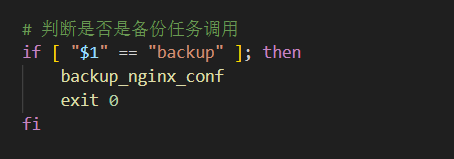 # 判断是否是备份任务调用
if [ "$1" == "backup" ]; then
    backup_nginx_conf
    exit 0
fi